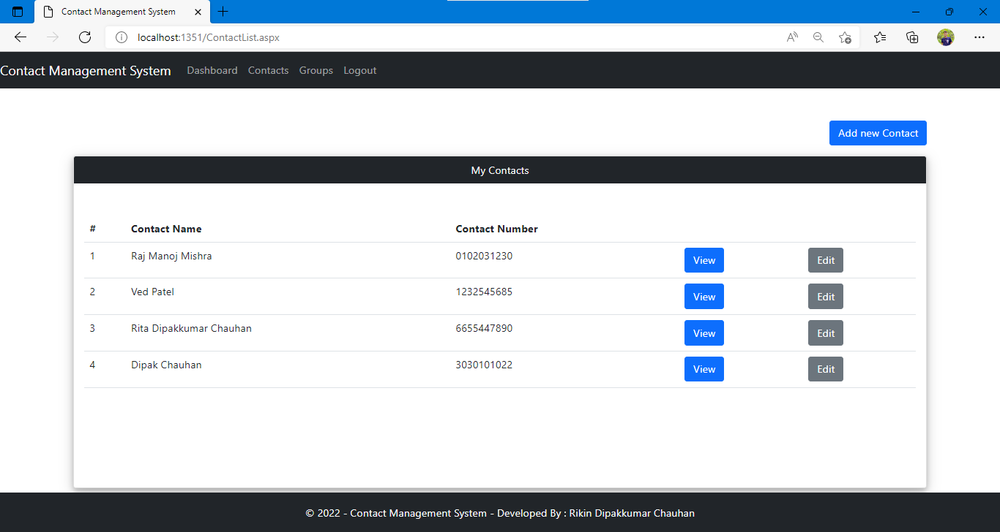 Contact Management System
localhost:1351/ContactList.aspx
Contact Management System Dashboard Contacts Groups Logout
Add new Contact
My Contacts
# Contact Name Contact Number
1 Raj Manoj Mishra 0102031230 View Edit
2 Ved Patel 1232545685 View Edit
3 Rita Dipakkumar Chauhan 6655447890 View Edit
4 Dipak Chauhan 3030101022 View Edit
© 2022 - Contact Management System - Developed By : Rikin Dipakkumar Chauhan